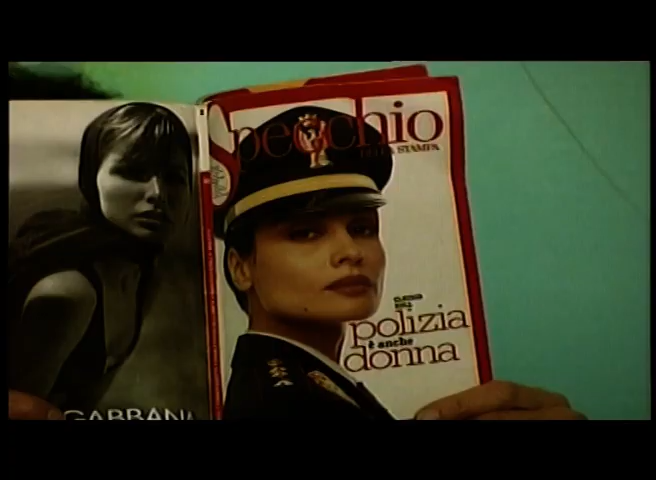 Specchio
DELLA STAMPA
polizia
è anche
donna
GABBANA